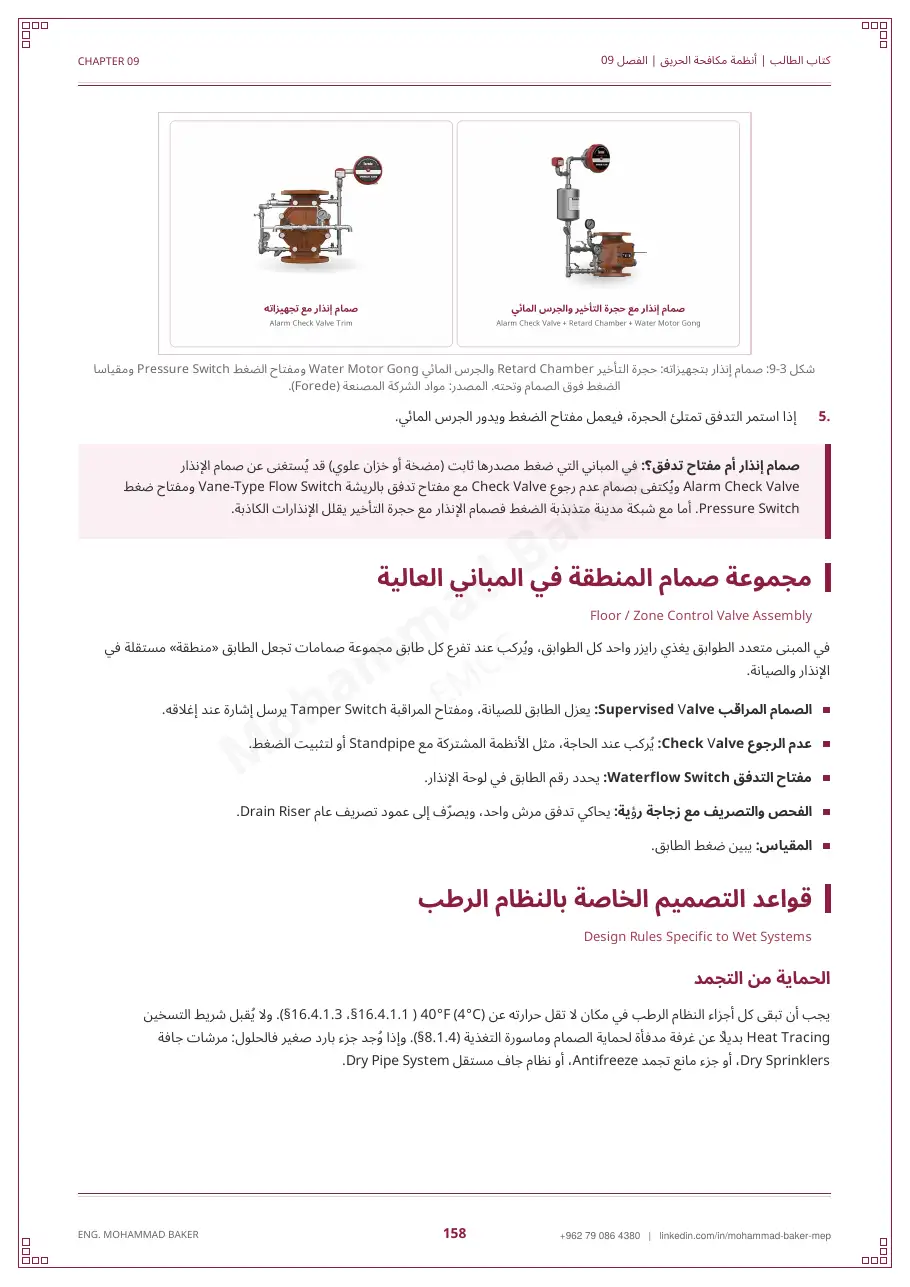 كتاب الطالب | أنظمة مكافحة الحريق | الفصل 09
CHAPTER 09
صمام إنذار مع حجرة التأخير والجرس المائي
Alarm Check Valve + Retard Chamber + Water Motor Gong
صمام إنذار مع تجهيزاته
Alarm Check Valve Trim
شكل 3-9: صمام إنذار بتجهيزاته: حجرة التأخير Retard Chamber والجرس المائي Water Motor Gong ومفتاح الضغط Pressure Switch ومقياسا
الضغط فوق الصمام وتحته. المصدر: مواد الشركة المصنعة (Forede).
5. إذا استمر التدفق تمتلئ الحجرة، فيعمل مفتاح الضغط ويدور الجرس المائي.
صمام إنذار أم مفتاح تدفق؟: في المباني التي ضغط مصدرها ثابت (مضخة أو خزان علوي) قد يُستغنى عن صمام الإنذار
Alarm Check Valve ويُكتفى بصمام عدم رجوع Check Valve مع مفتاح تدفق بالريشة Vane-Type Flow Switch ومفتاح ضغط
Pressure Switch. أما مع شبكة مدينة متذبذبة الضغط فصمام الإنذار مع حجرة التأخير يقلل الإنذارات الكاذبة.
مجموعة صمام المنطقة في المباني العالية
Floor / Zone Control Valve Assembly
في المبنى متعدد الطوابق يغذي رايزر واحد كل الطوابق، ويُركب عند تفرع كل طابق مجموعة صمامات تجعل الطابق «منطقة» مستقلة في
الإنذار والصيانة.
الصمام المراقب Supervised Valve: يعزل الطابق للصيانة، ومفتاح المراقبة Tamper Switch يرسل إشارة عند إغلاقه.
عدم الرجوع Check Valve: يُركب عند الحاجة، مثل الأنظمة المشتركة مع Standpipe أو لتثبيت الضغط.
مفتاح التدفق Waterflow Switch: يحدد رقم الطابق في لوحة الإنذار.
الفحص والتصريف مع زجاجة رؤية: يحاكي تدفق مرش واحد، ويصرّف إلى عمود تصريف عام Drain Riser.
المقياس: يبين ضغط الطابق.
قواعد التصميم الخاصة بالنظام الرطب
Design Rules Specific to Wet Systems
الحماية من التجمد
يجب أن تبقى كل أجزاء النظام الرطب في مكان لا تقل حرارته عن 40°F (4°C) ( §16.4.1.1، §16.4.1.3). ولا يُقبل شريط التسخين
Heat Tracing بديلًا عن غرفة مدفأة لحماية الصمام وماسورة التغذية (§8.1.4). وإذا وُجد جزء بارد صغير فالحلول: مرشات جافة
Dry Sprinklers، أو جزء مانع تجمد Antifreeze، أو نظام جاف مستقل Dry Pipe System.
Mohammad Baker
EMCC
ENG. MOHAMMAD BAKER
158
+962 79 086 4380 | linkedin.com/in/mohammad-baker-mep